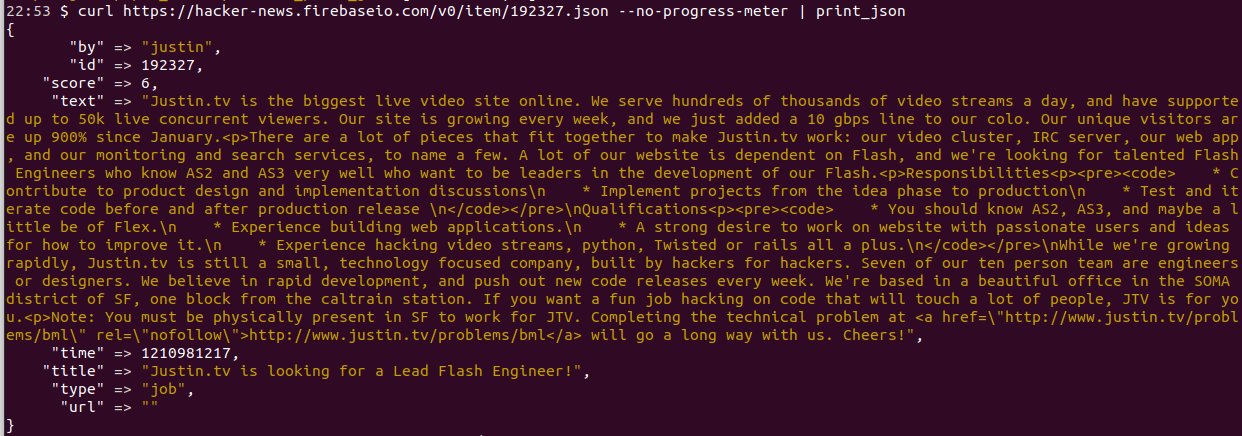 22:53 $ curl https://hacker-news.firebaseio.com/v0/item/192327.json --no-progress-meter | print_json
{
"by" => "justin",
"id" => 192327,
"score" => 6,
"text" => "Justin.tv is the biggest live video site online. We serve hundreds of thousands of video streams a day, and have supporte
d up to 50k live concurrent viewers. Our site is growing every week, and we just added a 10 gbps line to our colo. Our unique visitors ar
e up 900% since January.<p>There are a lot of pieces that fit together to make Justin.tv work: our video cluster, IRC server, our web app
, and our monitoring and search services, to name a few. A lot of our website is dependent on Flash, and we're looking for talented Flash
Engineers who know AS2 and AS3 very well who want to be leaders in the development of our Flash.<p>Responsibilities<p><pre><code>    * C
ontribute to product design and implementation discussions\n    * Implement projects from the idea phase to production\n    * Test and it
erate code before and after production release \n</code></pre>\nQualifications<p><pre><code>    * You should know AS2, AS3, and maybe a l
ittle be of Flex.\n    * Experience building web applications.\n    * A strong desire to work on website with passionate users and ideas
for how to improve it.\n    * Experience hacking video streams, python, Twisted or rails all a plus.\n</code></pre>\nWhile we're growing
rapidly, Justin.tv is still a small, technology focused company, built by hackers for hackers. Seven of our ten person team are engineers
or designers. We believe in rapid development, and push out new code releases every week. We're based in a beautiful office in the SOMA
district of SF, one block from the caltrain station. If you want a fun job hacking on code that will touch a lot of people, JTV is for yo
u.<p>Note: You must be physically present in SF to work for JTV. Completing the technical problem at <a href=\"http://www.justin.tv/probl
ems/bml\" rel=\"nofollow\">http://www.justin.tv/problems/bml</a> will go a long way with us. Cheers!",
"time" => 1210981217,
"title" => "Justin.tv is looking for a Lead Flash Engineer!",
"type" => "job",
"url" => ""
}